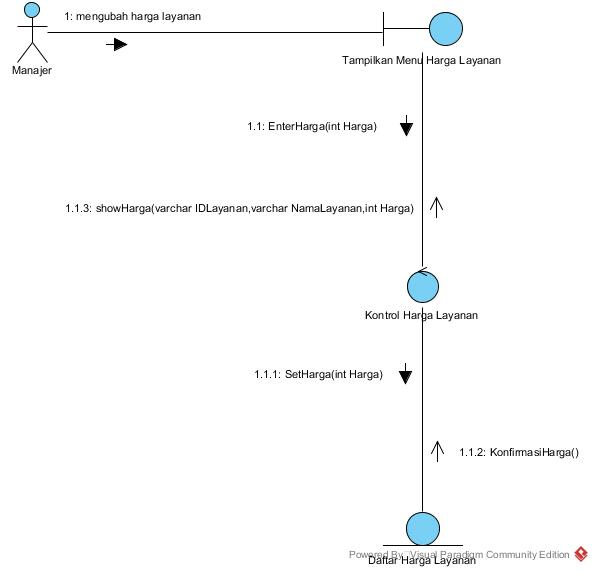 1: mengubah harga layanan
Manajer
Tampilkan Menu Harga Layanan
1.1: EnterHarga(int Harga)
1.1.3: showHarga(varchar IDLayanan,varchar NamaLayanan,int Harga)
Kontrol Harga Layanan
1.1.1: SetHarga(int Harga)
1.1.2: KonfirmasiHarga()
Powered By Visual Paradigm Community Edition
Daftar Harga Layanan